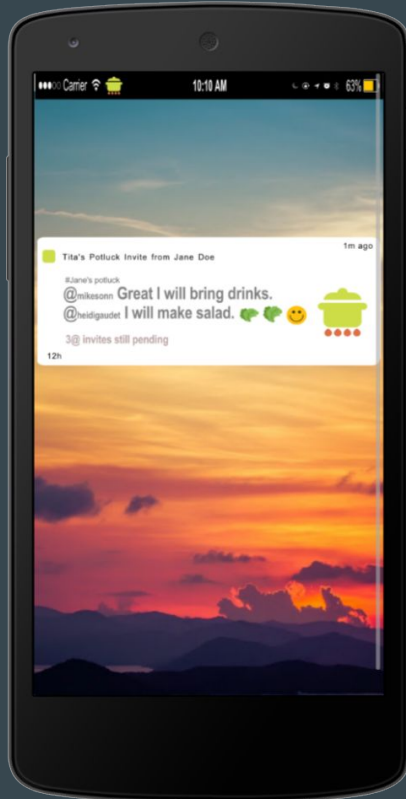 Carrier 10:10 AM 63%
1m ago
Tita's Potluck Invite from Jane Doe
#Jane's potluck
@mikesonn Great I will bring drinks.
@heidigaudet I will make salad.
3@ invites still pending
12h